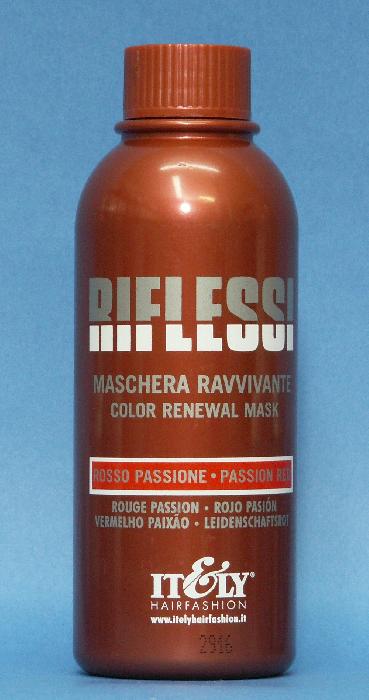 RIFLESSI
MASCHERA RAVVIVANTE
COLOR RENEWAL MASK
ROSSO PASSIONE • PASSION RED
ROUGE PASSION • ROJO PASIÓN
VERMELHO PAIXÃO • LEIDENSCHAFTSROT
IT&LY®
HAIRFASHION
www.itelyhairfashion.it
2916